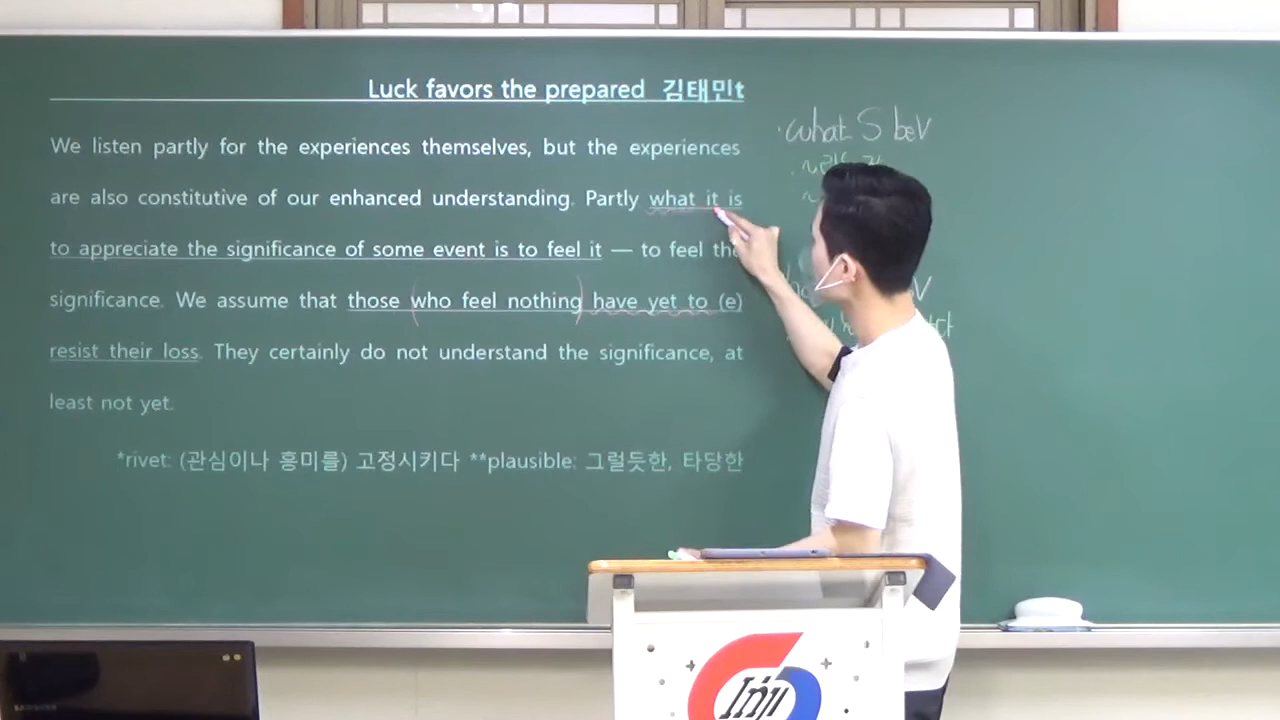 Luck favors the prepared 김태민t
We listen partly for the experiences themselves, but the experiences
are also constitutive of our enhanced understanding. Partly what it is
to appreciate the significance of some event is to feel it — to feel the
significance. We assume that those (who feel nothing) have yet to (e)
resist their loss. They certainly do not understand the significance, at
least not yet.
*rivet: (관심이나 흥미를) 고정시키다 **plausible: 그럴듯한, 타당한
what S beV
SAMSUNG